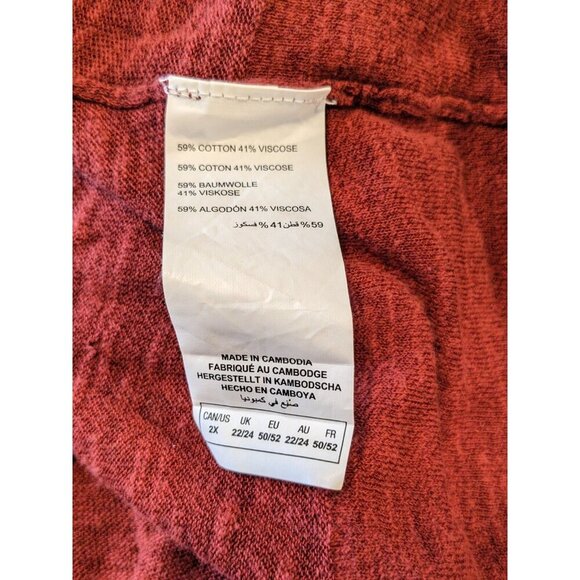 59% COTTON 41% VISCOSE
59% COTON 41% VISCOSE
59% BAUMWOLLE
41% VISKOSE
59% ALGODÓN 41% VISCOSA
59% قطن 41% فسكوز
MADE IN CAMBODIA
FABRIQUÉ AU CAMBODGE
HERGESTELLT IN KAMBODSCHA
HECHO EN CAMBOYA
صنع في كمبوديا
CAN/US UK EU AU FR
2X 22/24 50/52 22/24 50/52